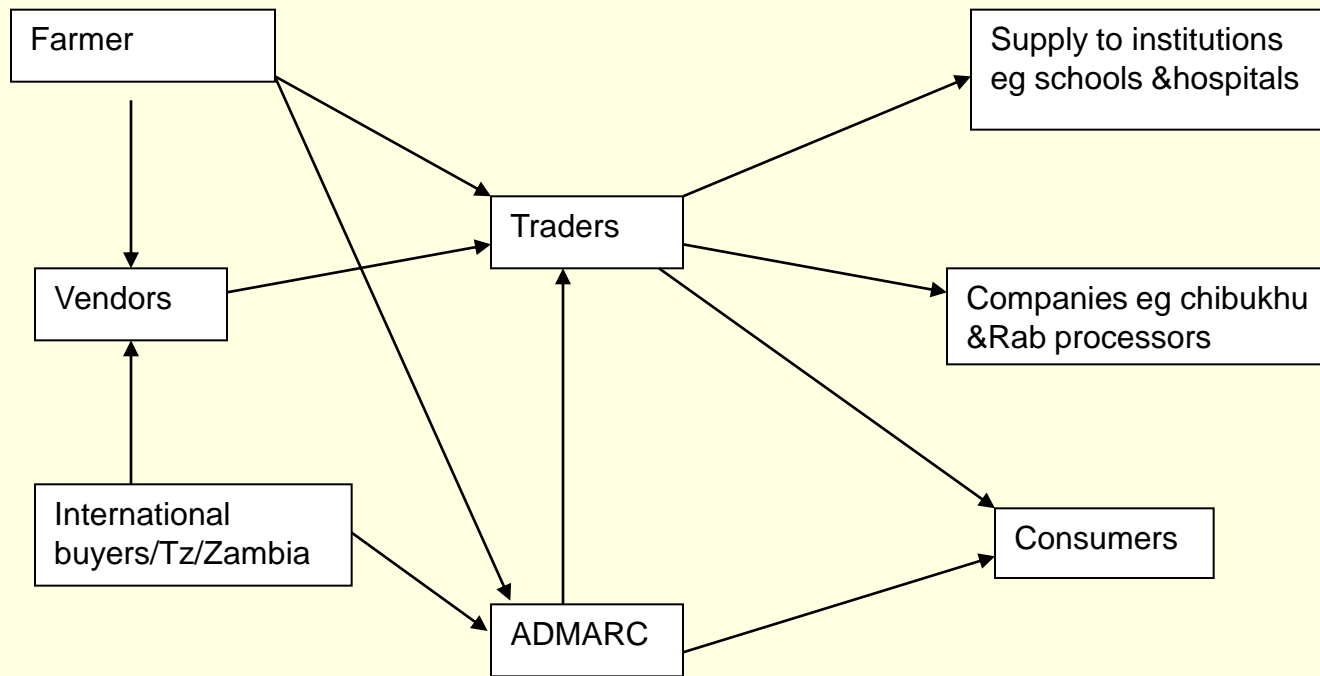 Farmer
Supply to institutions
eg schools &hospitals
Traders
Vendors
Companies eg chibukhu
&Rab processors
International
buyers/Tz/Zambia
Consumers
ADMARC